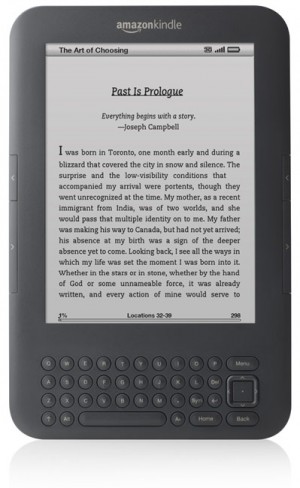 amazonkindle
The Art of Choosing
Past Is Prologue
Everything begins with a story.
—Joseph Campbell
I was born in Toronto, one month early and during a
blizzard that covered the city in snow and silence. The
surprise and the low-visibility conditions that
accompanied my arrival were portents, though they
went unrecognized at the time. My mother, as a recent
immigrant from India, was of two worlds, and she
would pass that multiple identity on to me. My father
was making his way to Canada, but had not yet arrived;
his absence at my birth was a sign of the deeper
absence yet to come. Looking back, I see all the ways in
which my life was set the moment I was born into it.
Whether in the stars or in stone, whether by the hand
of God or some unnameable force, it was already
written, and every action of mine would serve to
1% Locations 32-39 298
Q W E R T Y U I O P Menu
A S D F G H J K L Del
Z X C V B N M Sym
Alt Aa Home Back